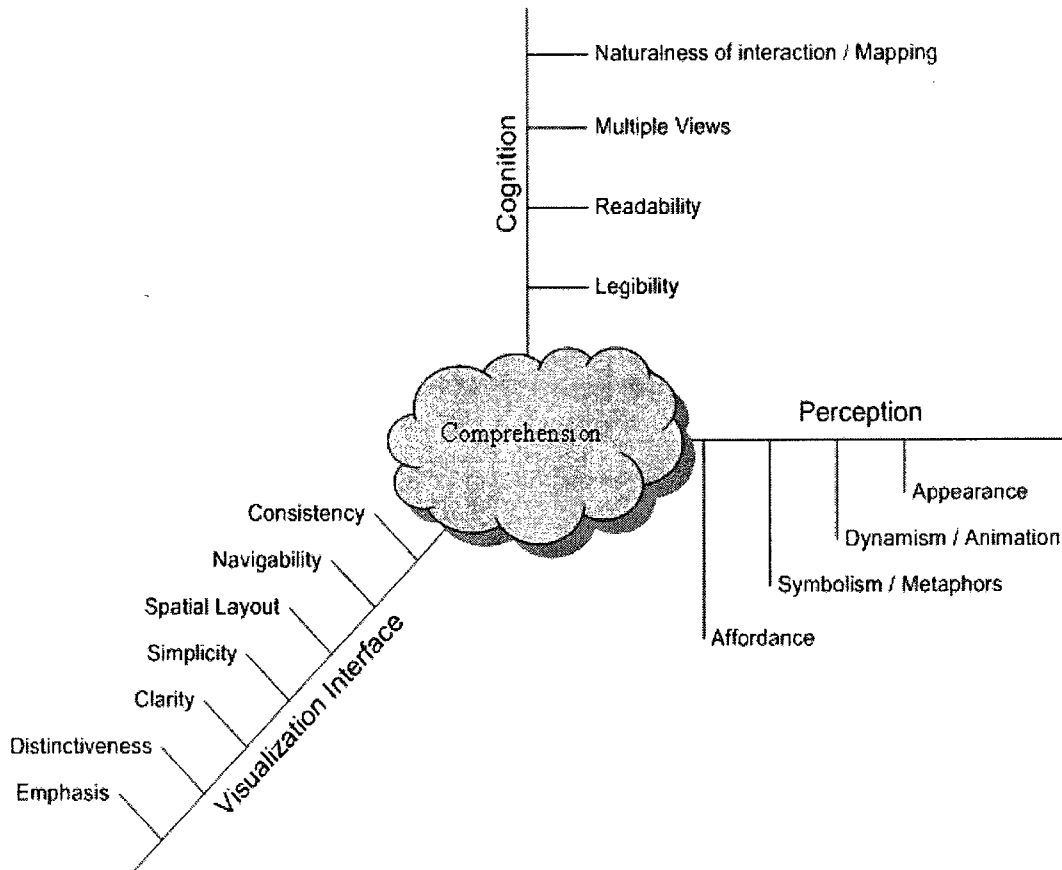 Naturalness of interaction / Mapping
Multiple Views
Cognition
Readability
Legibility
Perception
Comprehension
Appearance
Consistency
Dynamism / Animation
Navigability
Symbolism / Metaphors
Spatial Layout
Affordance
Simplicity
Clarity
Visualization Interface
Distinctiveness
Emphasis